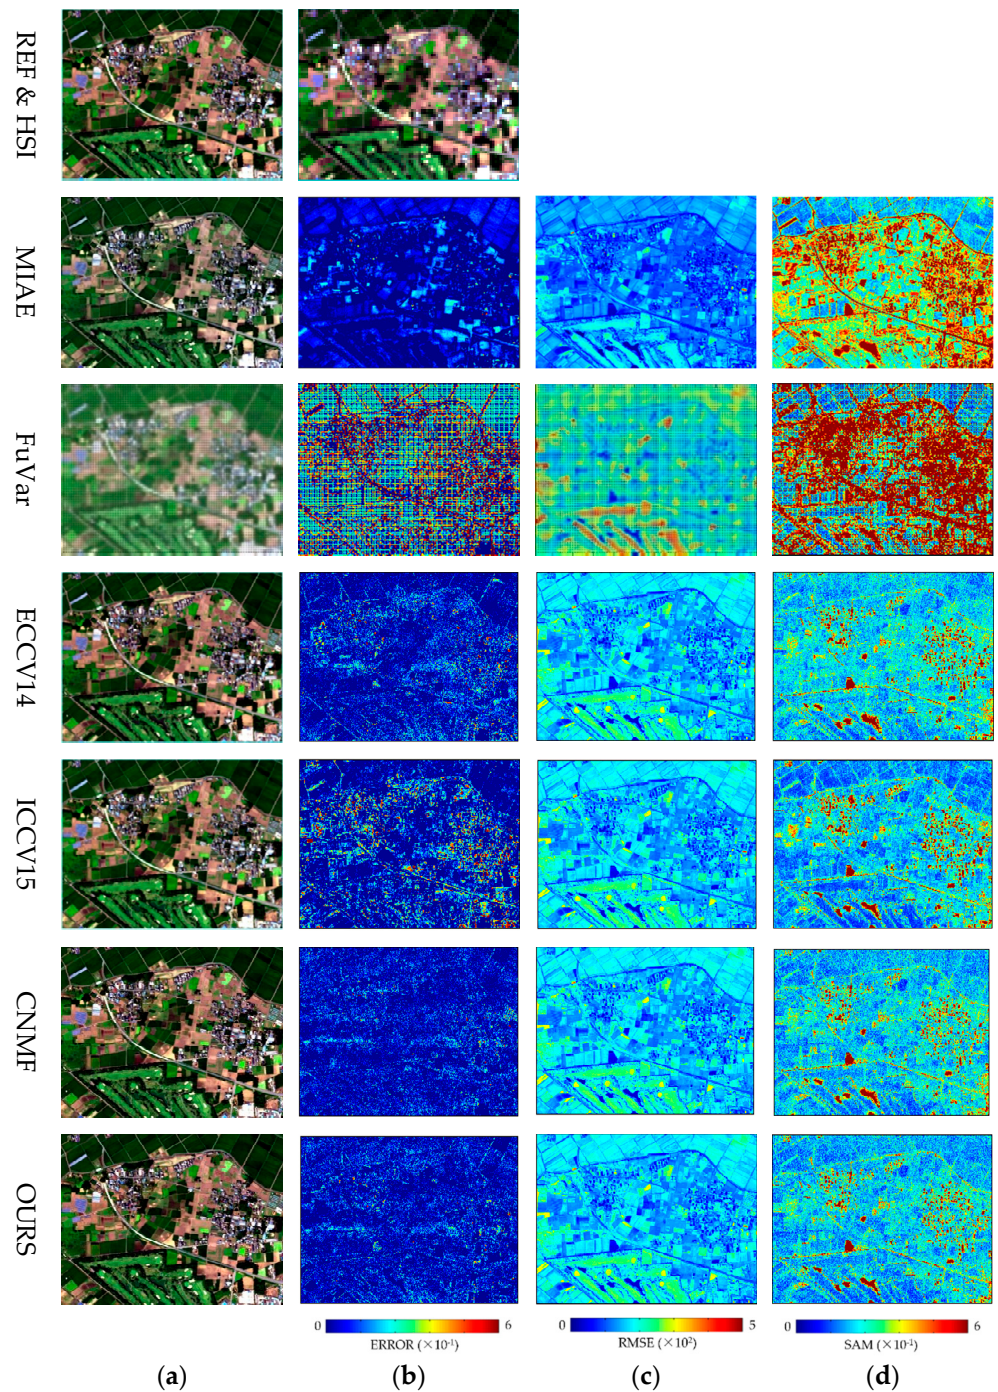 REF & HSI
MIAE
FuVar
ECCV14
ICCV15
CNMF
OURS
0 6
ERROR (×10⁻¹)
0 5
RMSE (×10²)
0 6
SAM (×10⁻¹)
(a) (b) (c) (d)